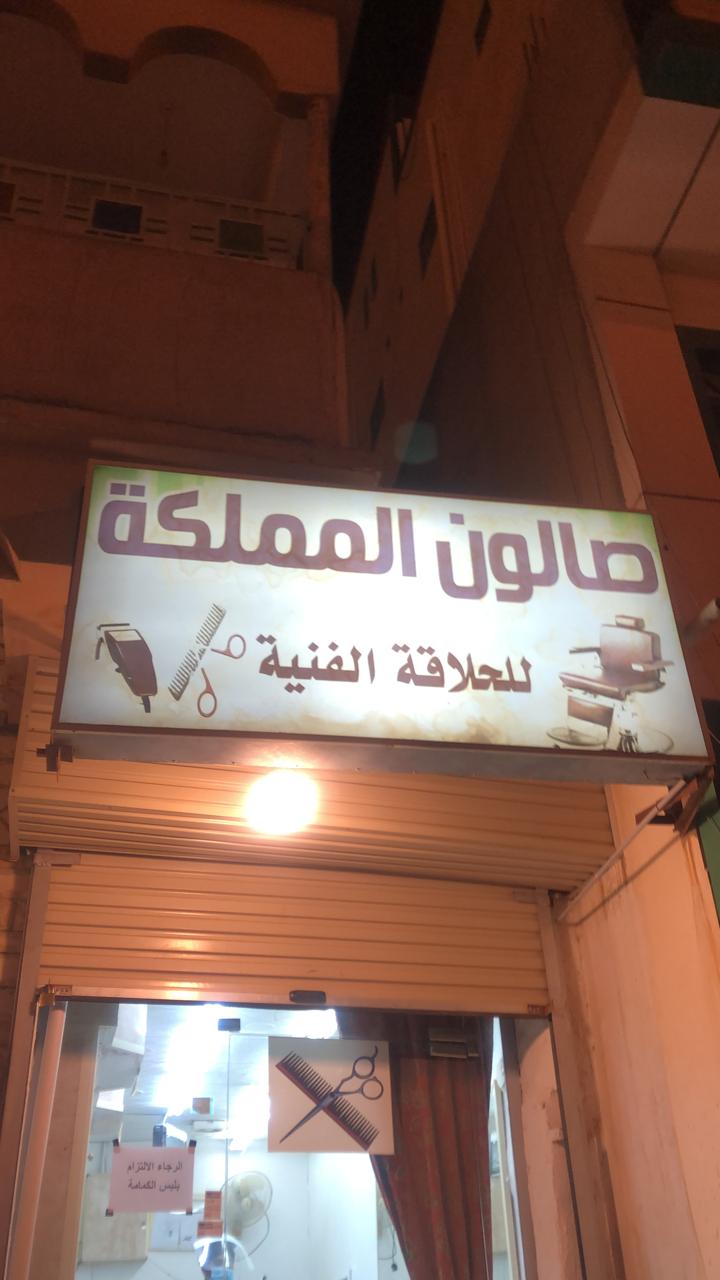 صالون المملكة
للحلاقة الفنية
الرجاء الالتزام
بلبس الكمامة